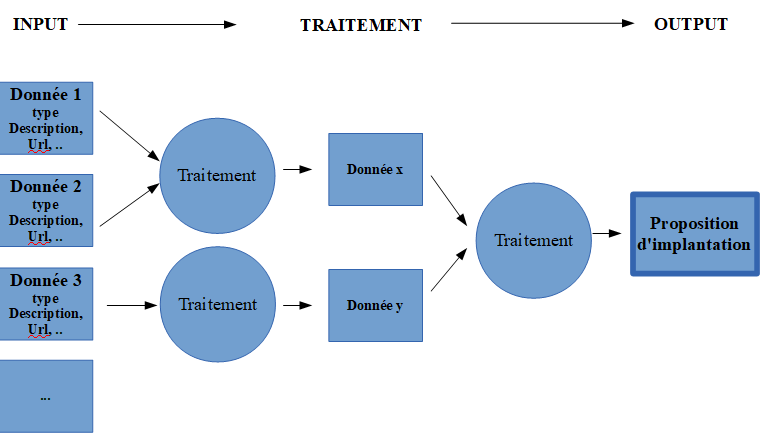 INPUT
TRAITEMENT
OUTPUT
Donnée 1
type
Description,
Url, ..
Donnée 2
type
Description,
Url, ..
Donnée 3
type
Description,
Url, ..
...
Traitement
Traitement
Donnée x
Donnée y
Traitement
Proposition
d'implantation